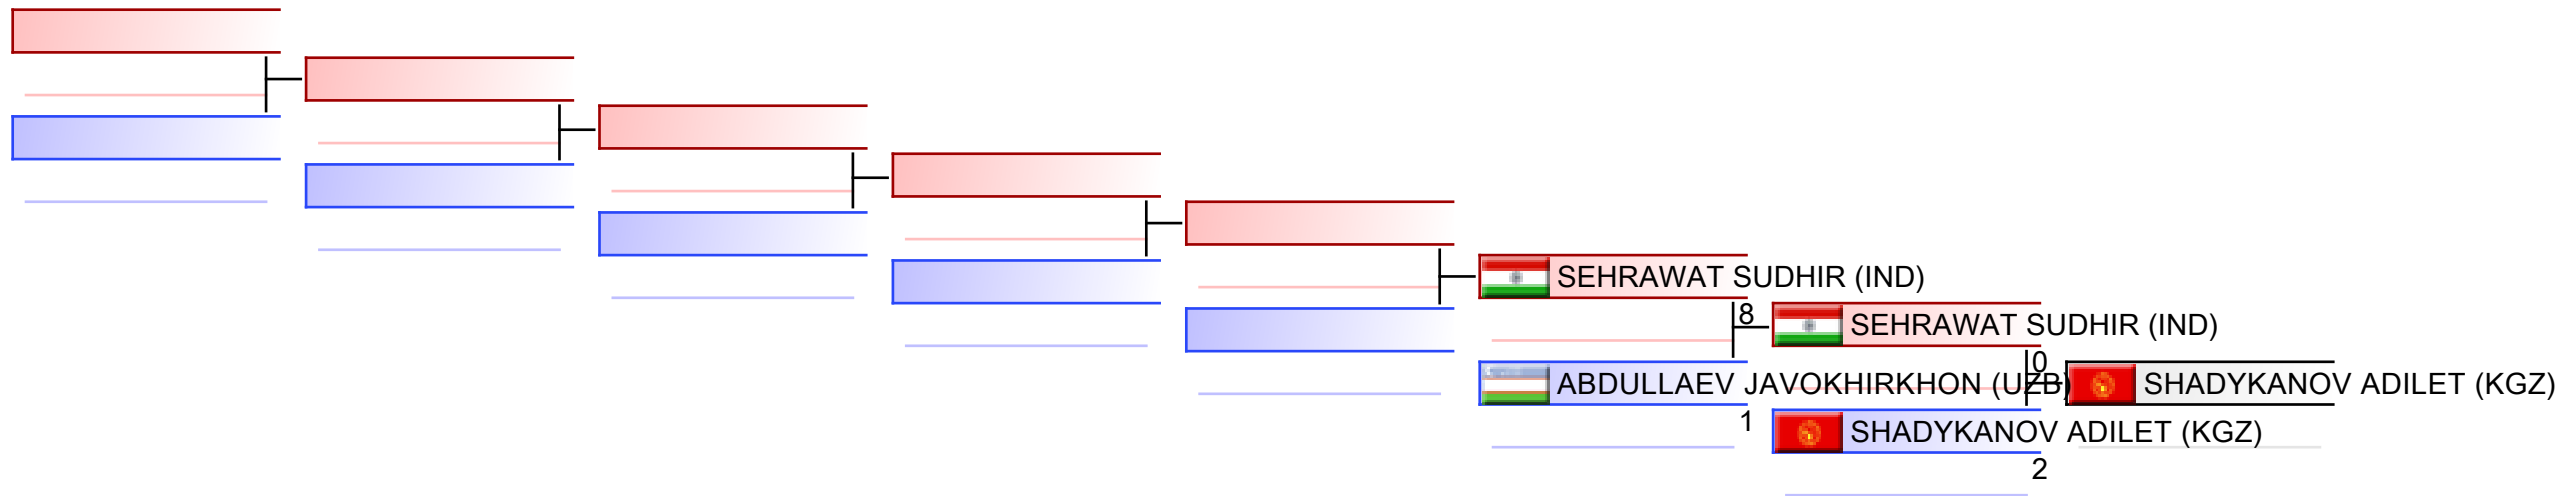 SEHRAWAT SUDHIR (IND)
8
SEHRAWAT SUDHIR (IND)
0
ABDULLAEV JAVOKHIRKHON (UZB)
SHADYKANOV ADILET (KGZ)
1
SHADYKANOV ADILET (KGZ)
2